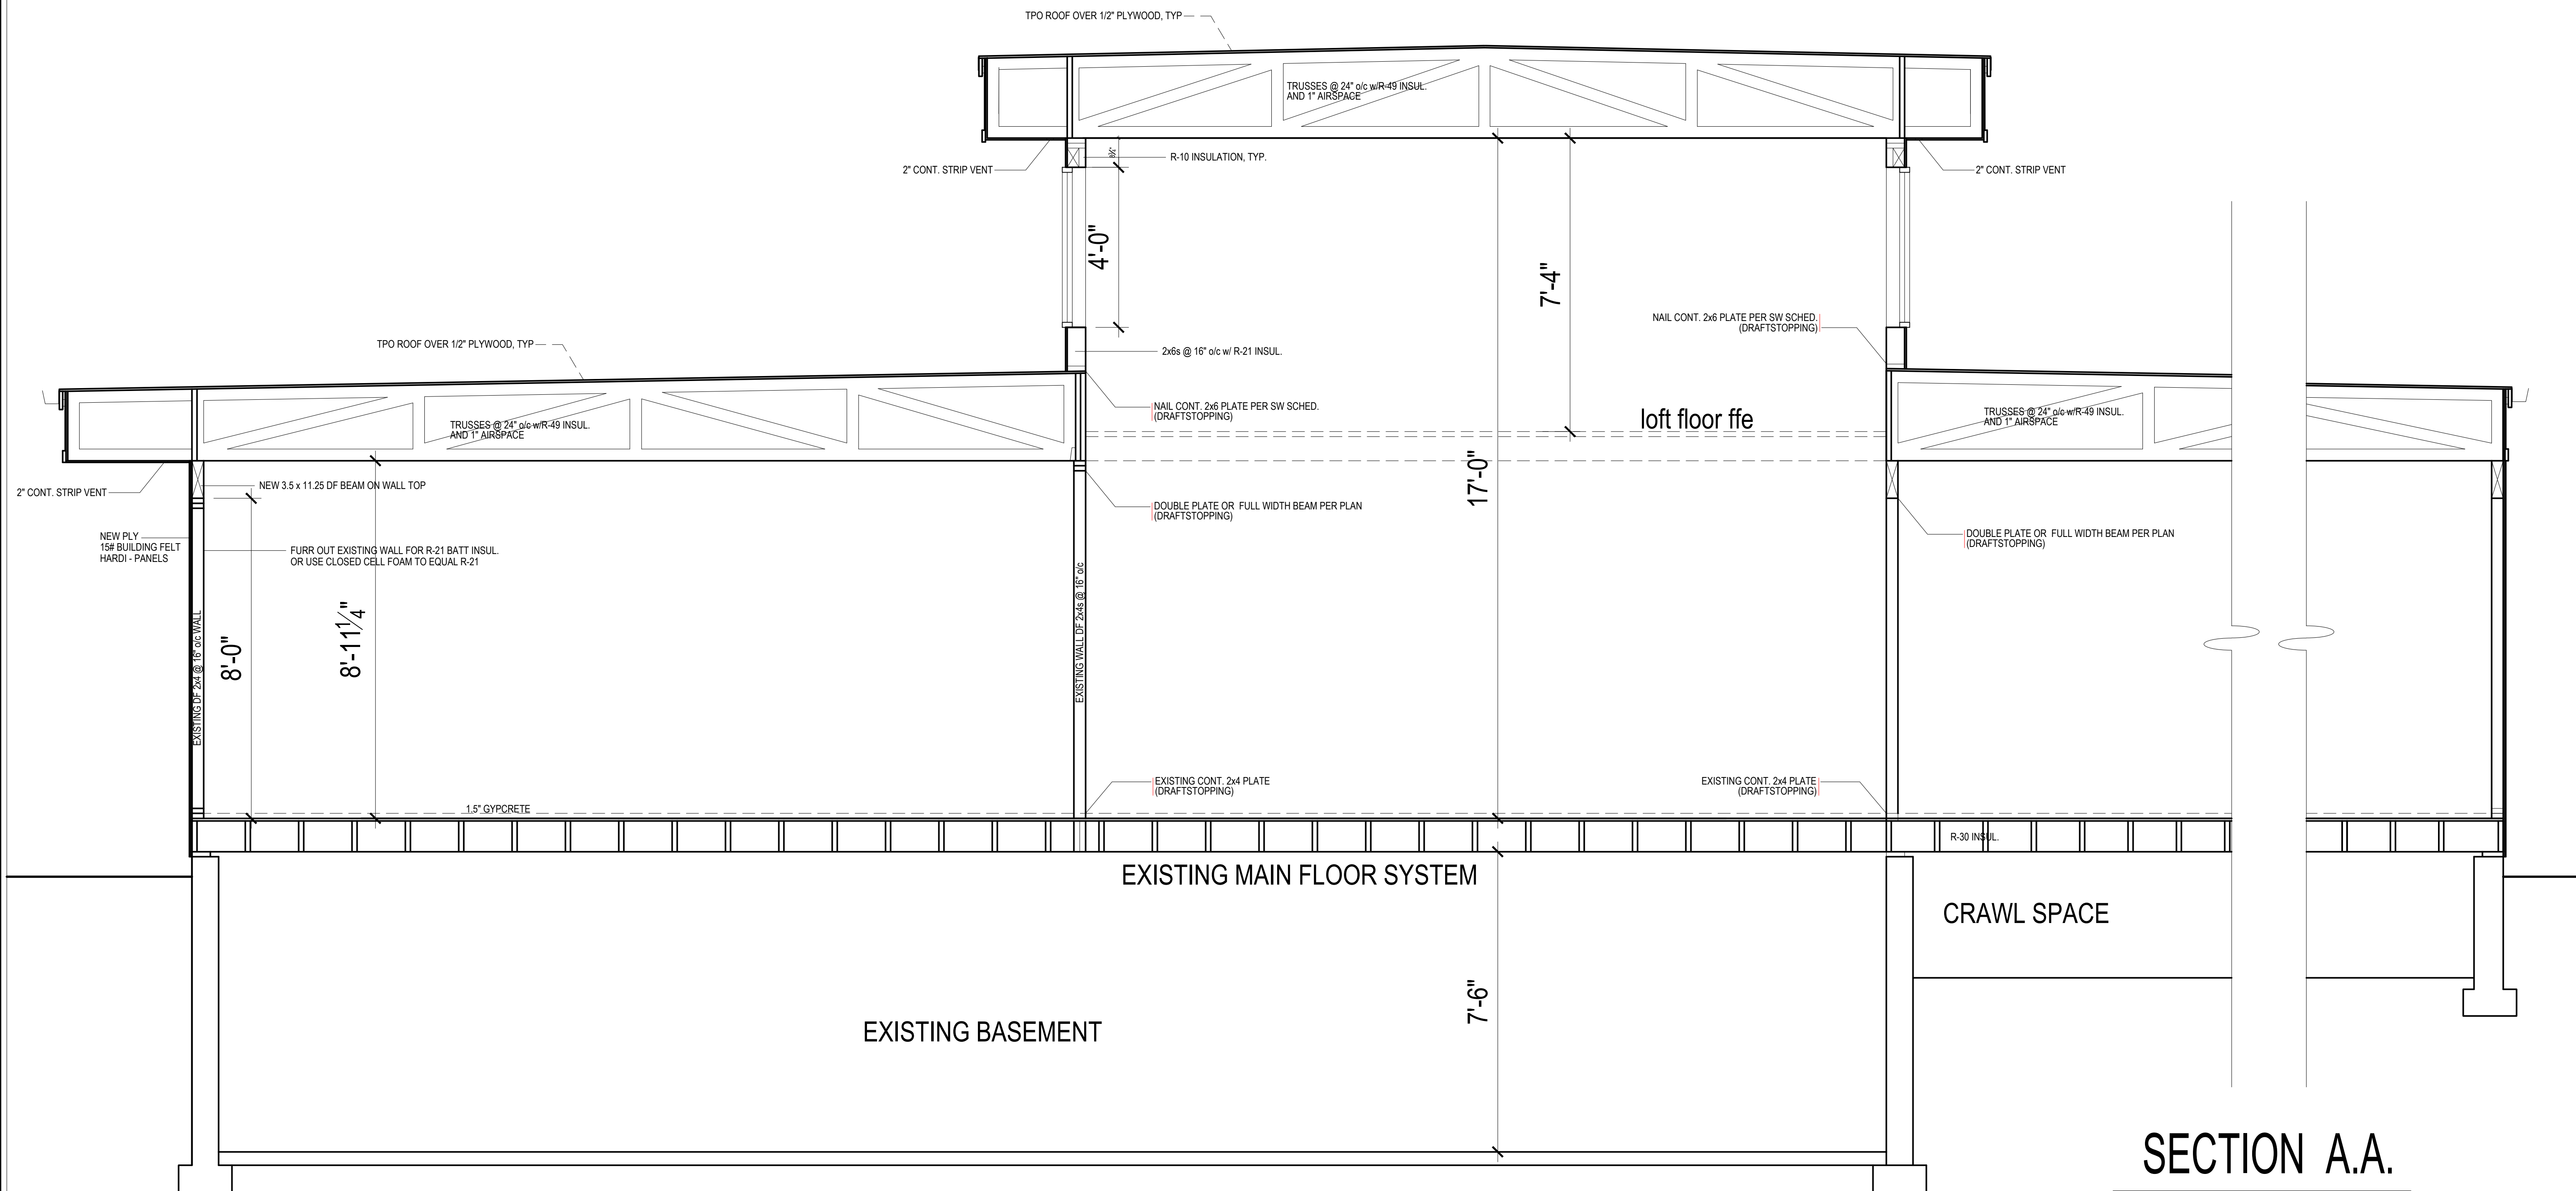 TPO ROOF OVER 1/2" PLYWOOD, TYP
TRUSSES @ 24" o/c w/R-49 INSUL.
AND 1" AIRSPACE
2" CONT. STRIP VENT
R-10 INSULATION, TYP.
2" CONT. STRIP VENT
4'-0"
7'-4"
NAIL CONT. 2x6 PLATE PER SW SCHED.
(DRAFTSTOPPING)
TPO ROOF OVER 1/2" PLYWOOD, TYP
2x6s @ 16" o/c w/ R-21 INSUL.
NAIL CONT. 2x6 PLATE PER SW SCHED.
(DRAFTSTOPPING)
loft floor ffe
TRUSSES @ 24" o/c w/R-49 INSUL.
AND 1" AIRSPACE
TRUSSES @ 24" o/c w/R-49 INSUL.
AND 1" AIRSPACE
17'-0"
2" CONT. STRIP VENT
NEW 3.5 x 11.25 DF BEAM ON WALL TOP
DOUBLE PLATE OR FULL WIDTH BEAM PER PLAN
(DRAFTSTOPPING)
DOUBLE PLATE OR FULL WIDTH BEAM PER PLAN
(DRAFTSTOPPING)
NEW PLY
15# BUILDING FELT
HARDI - PANELS
FURR OUT EXISTING WALL FOR R-21 BATT INSUL.
OR USE CLOSED CELL FOAM TO EQUAL R-21
EXISTING DF 2x4 @ 16" o/c WALL
8'-0"
8'-11 1/4"
EXISTING WALL DF 2x4s @ 16" o/c
EXISTING CONT. 2x4 PLATE
(DRAFTSTOPPING)
EXISTING CONT. 2x4 PLATE
(DRAFTSTOPPING)
1.5" GYPCRETE
R-30 INSUL.
EXISTING MAIN FLOOR SYSTEM
CRAWL SPACE
7'-6"
EXISTING BASEMENT
SECTION A.A.